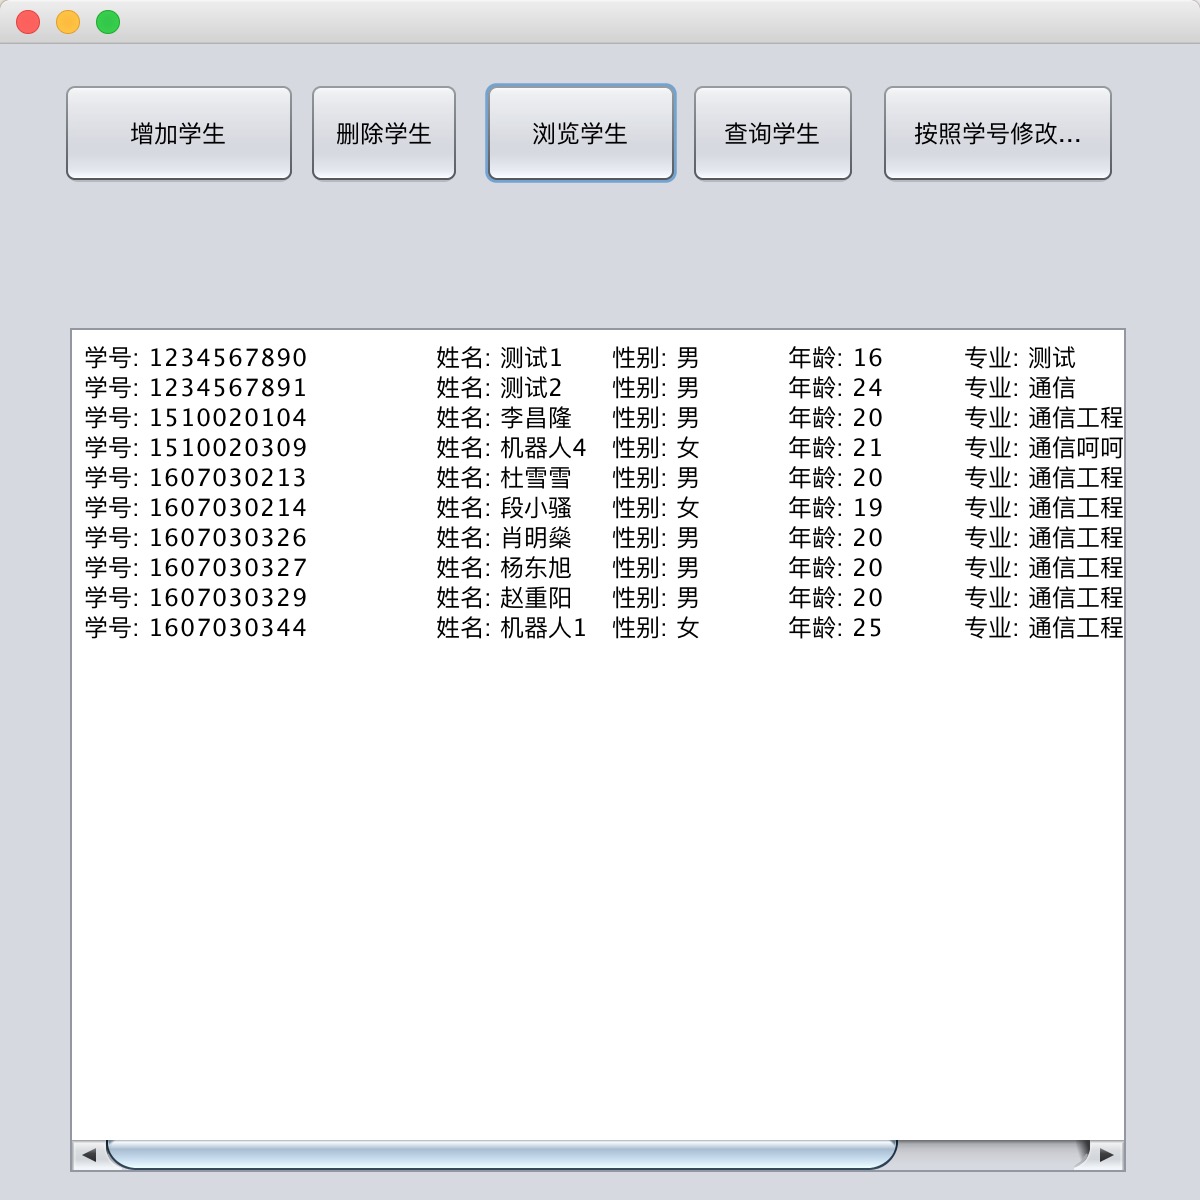 增加学生 删除学生 浏览学生 查询学生 按照学号修改...
学号: 1234567890 姓名: 测试1 性别: 男 年龄: 16 专业: 测试
学号: 1234567891 姓名: 测试2 性别: 男 年龄: 24 专业: 通信
学号: 1510020104 姓名: 李昌隆 性别: 男 年龄: 20 专业: 通信工程
学号: 1510020309 姓名: 机器人4 性别: 女 年龄: 21 专业: 通信呵呵
学号: 1607030213 姓名: 杜雪雪 性别: 男 年龄: 20 专业: 通信工程
学号: 1607030214 姓名: 段小骚 性别: 女 年龄: 19 专业: 通信工程
学号: 1607030326 姓名: 肖明燊 性别: 男 年龄: 20 专业: 通信工程
学号: 1607030327 姓名: 杨东旭 性别: 男 年龄: 20 专业: 通信工程
学号: 1607030329 姓名: 赵重阳 性别: 男 年龄: 20 专业: 通信工程
学号: 1607030344 姓名: 机器人1 性别: 女 年龄: 25 专业: 通信工程